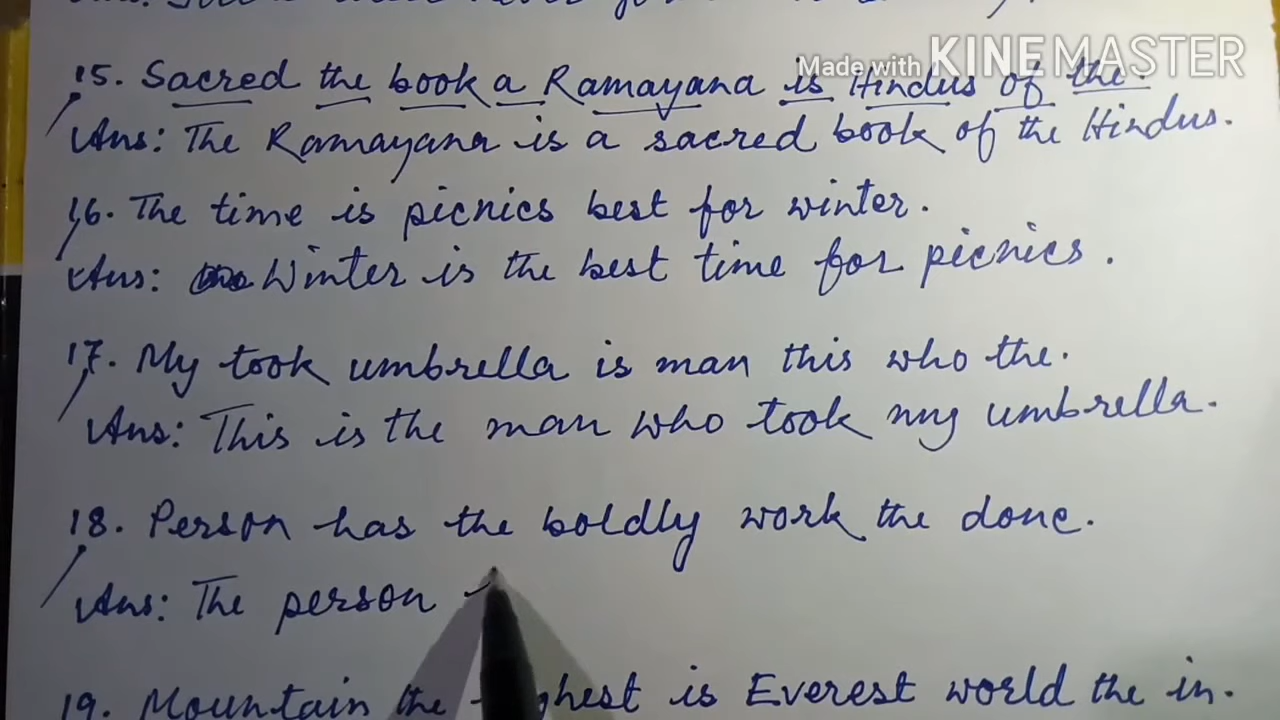 Made with KINEMASTER
15. Sacred the book a Ramayana is Hindus of the.
Ans: The Ramayana is a sacred book of the Hindus.
16. The time is picnics best for winter.
Ans: Winter is the best time for picnics.
17. My took umbrella is man this who the.
Ans: This is the man who took my umbrella.
18. Person has the boldly work the done.
Ans: The person
19. Mountain the is Everest world the in.